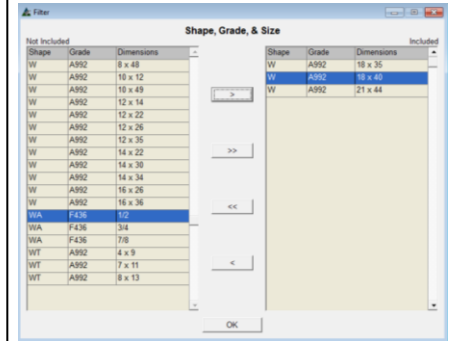 Filter
Shape, Grade, & Size
Not Included
Included
Shape Grade Dimensions
W A992 8 x 48
W A992 10 x 12
W A992 10 x 49
W A992 12 x 14
W A992 12 x 22
W A992 12 x 26
W A992 12 x 35
W A992 14 x 22
W A992 14 x 30
W A992 14 x 34
W A992 16 x 26
W A992 16 x 36
WA F436 1/2
WA F436 3/4
WA F436 7/8
WT A992 4 x 9
WT A992 7 x 11
WT A992 8 x 13
>
>>
<<
<
Shape Grade Dimensions
W A992 18 x 35
W A992 18 x 40
W A992 21 x 44
OK